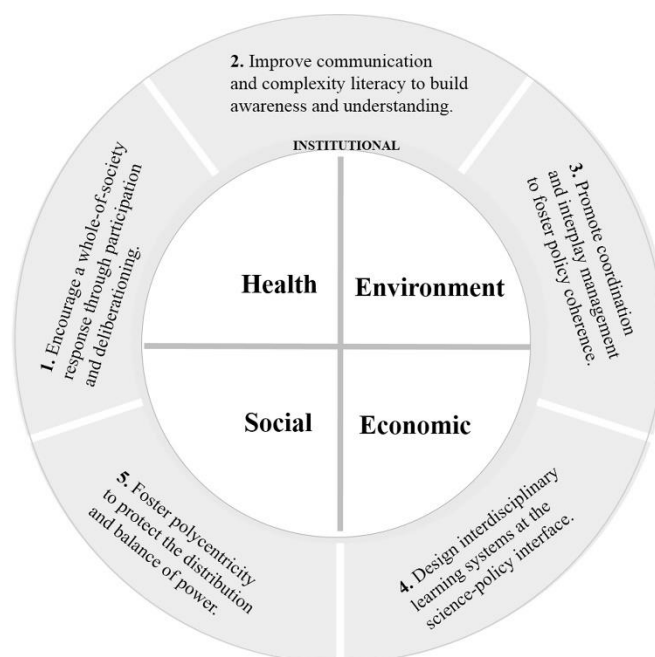 2. Improve communication
and complexity literacy to build
awareness and understanding.
INSTITUTIONAL
1. Encourage a whole-of-society
response through participation
and deliberationing.
3. Promote coordination
and interplay management
to foster policy coherence.
Health
Environment
Social
Economic
5. Foster polycentricity
to protect the distribution
and balance of power.
4. Design interdisciplinary
learning systems at the
science-policy interface.